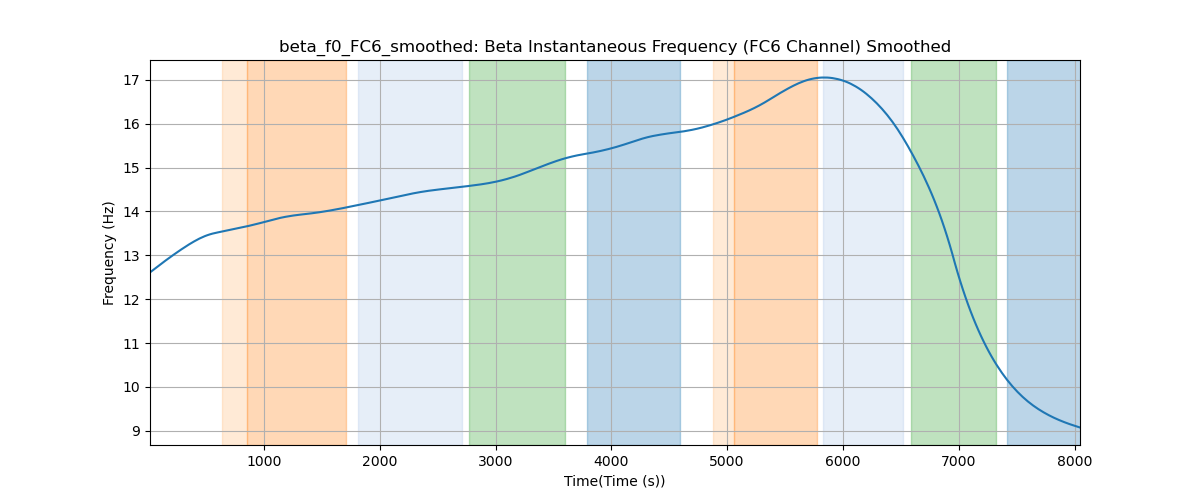 beta_f0_FC6_smoothed: Beta Instantaneous Frequency (FC6 Channel) Smoothed
Frequency (Hz)
17
16
15
14
13
12
11
10
9
1000 2000 3000 4000 5000 6000 7000 8000
Time(Time (s))